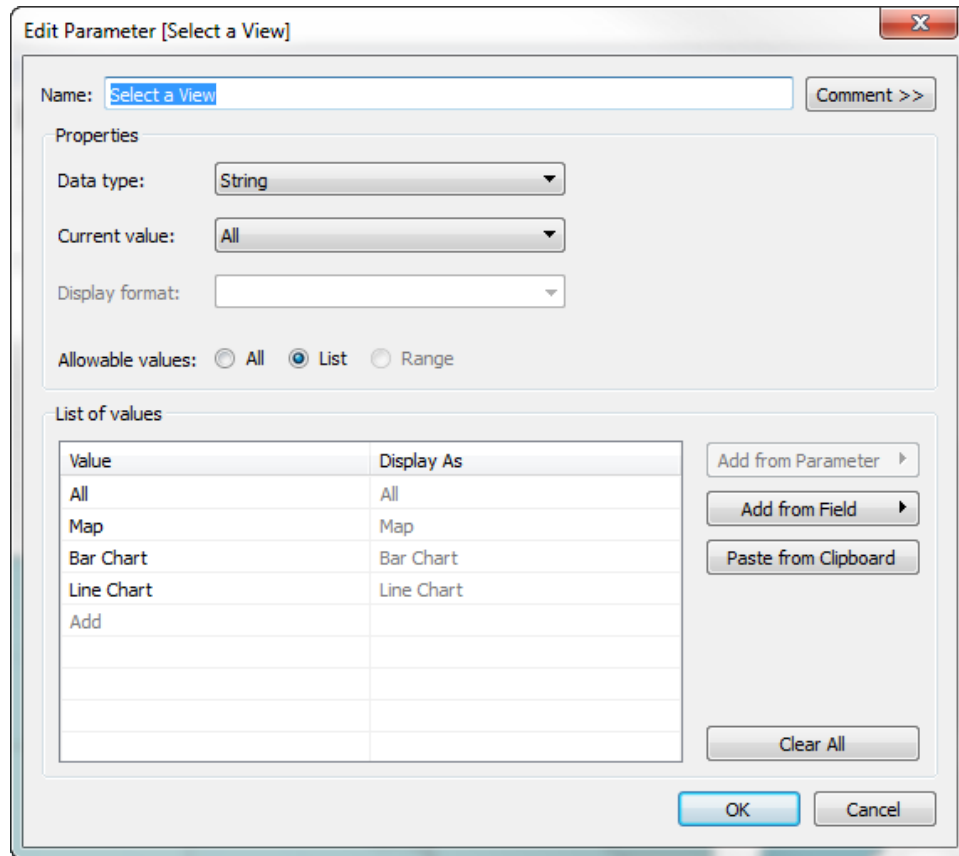 Edit Parameter [Select a View]
Name: Select a View Comment >>
Properties
Data type: String
Current value: All
Display format:
Allowable values: All List Range
List of values
Value Display As
All All
Map Map
Bar Chart Bar Chart
Line Chart Line Chart
Add
Add from Parameter
Add from Field
Paste from Clipboard
Clear All
OK Cancel